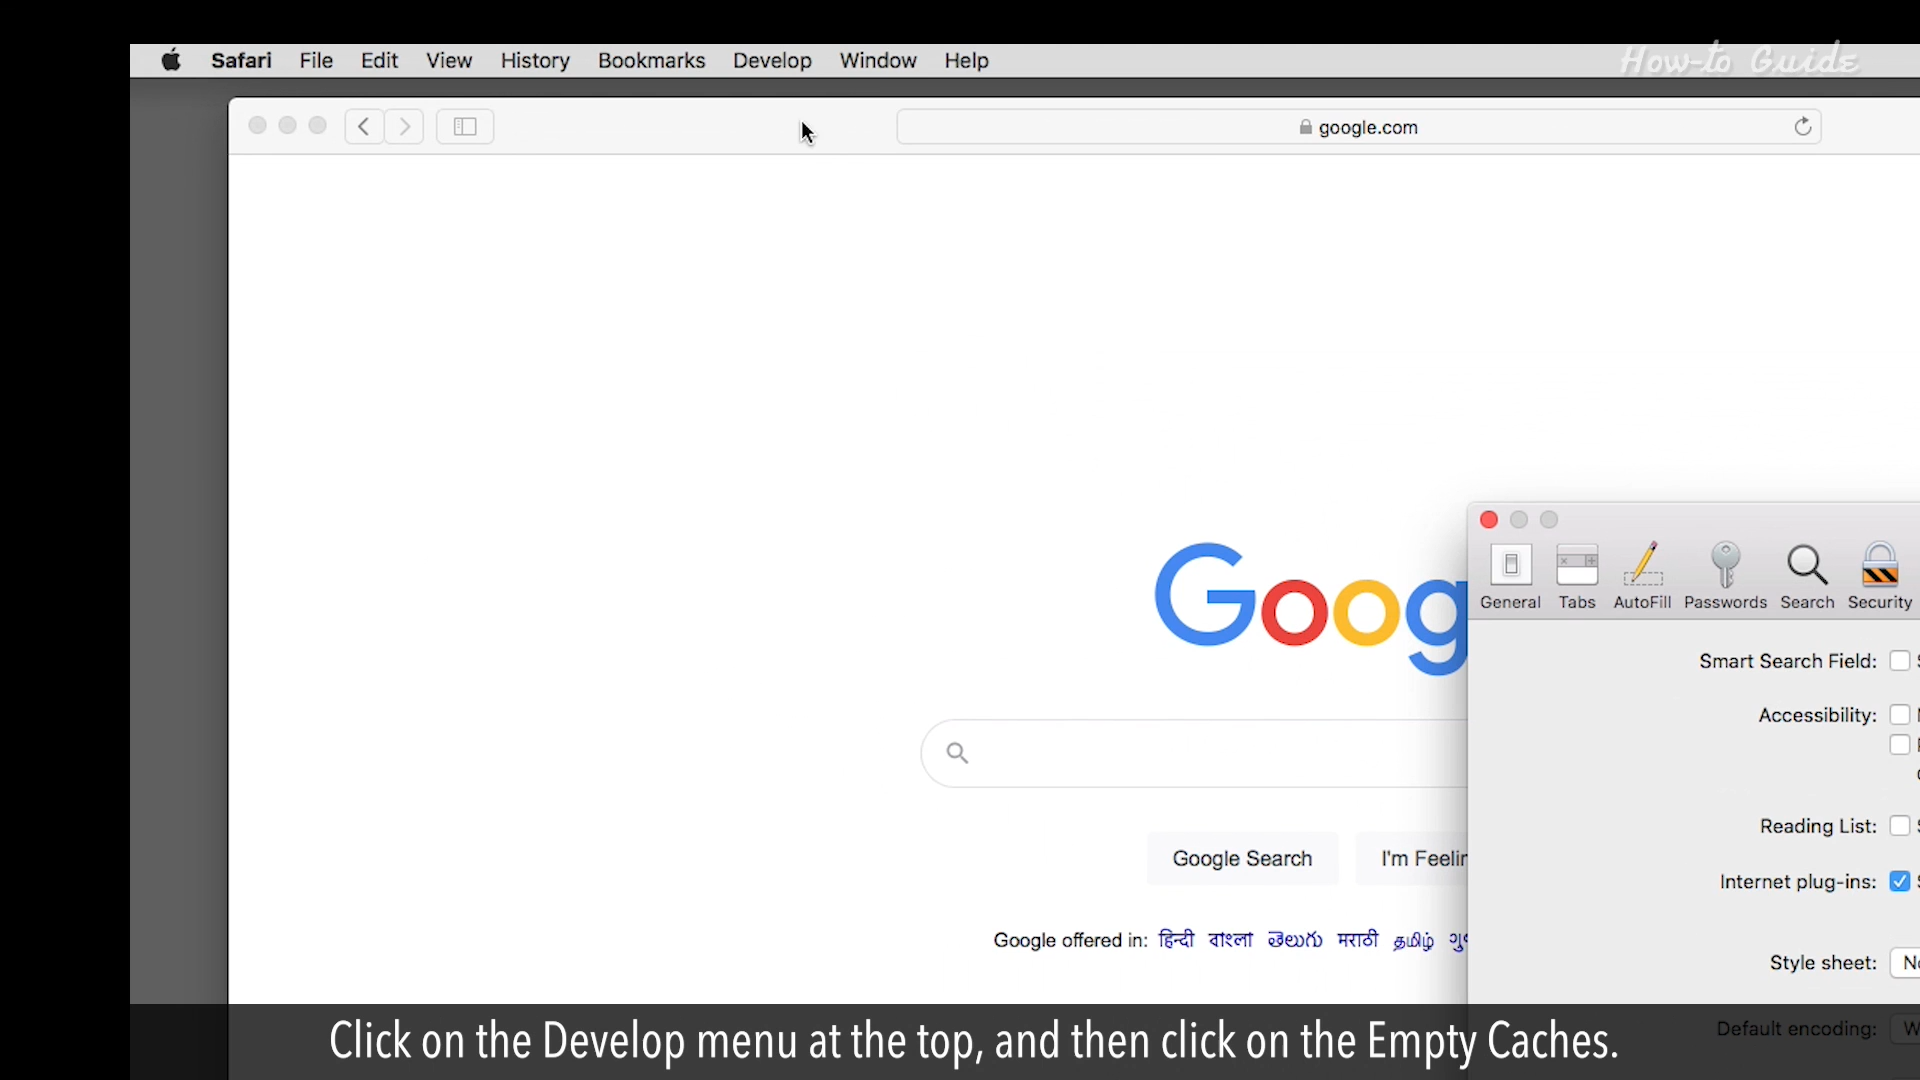 Safari File Edit View History Bookmarks Develop Window Help
How-to Guide
google.com
Goog
General Tabs AutoFill Passwords Search Security
Smart Search Field:
Accessibility:
Reading List:
Internet plug-ins:
Style sheet:
Default encoding:
Google Search I'm Feelin
Google offered in: हिन्दी বাংলা తెలుగు मराठी தமிழ்
Click on the Develop menu at the top, and then click on the Empty Caches.